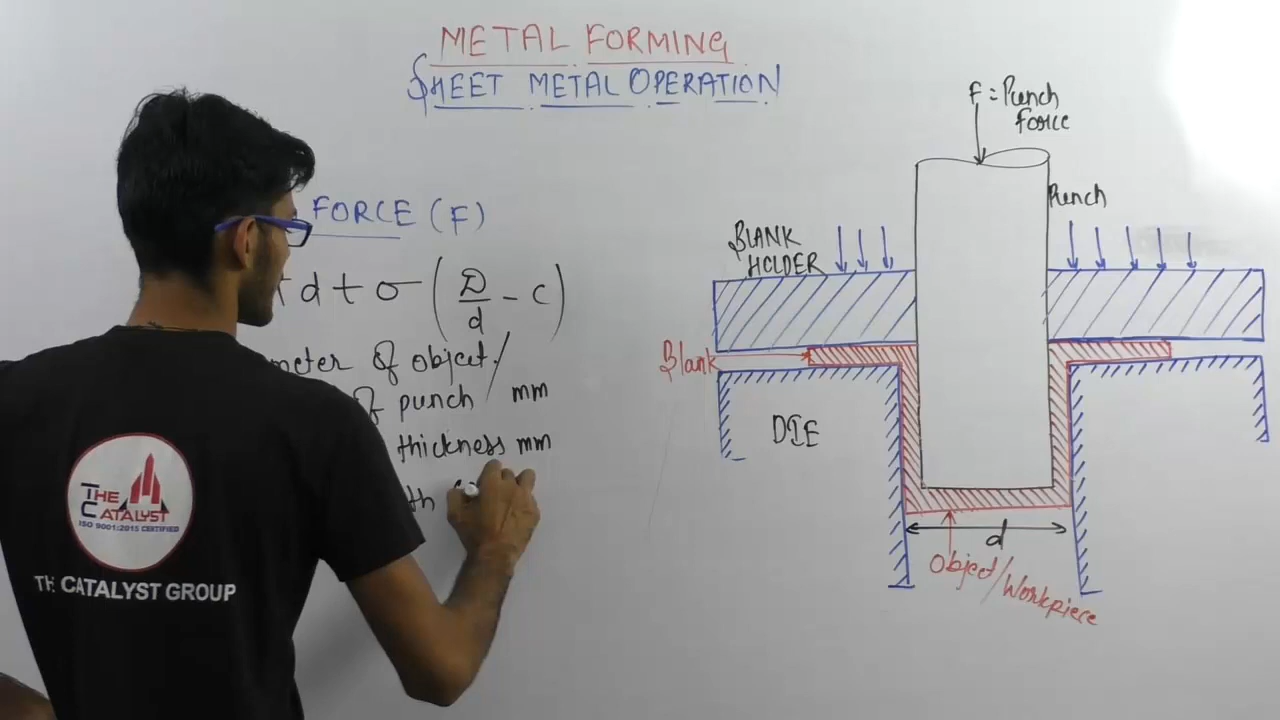 METAL FORMING
SHEET METAL OPERATION
FORCE (F)
d t σ ( D/d - C )
meter of object/
of punch mm
thickness mm
th
F = Punch
force
Punch
BLANK
HOLDER
Blank
DIE
d
Object/Workpiece
THE
CATALYST
ISO 9001:2015 CERTIFIED
CATALYST GROUP